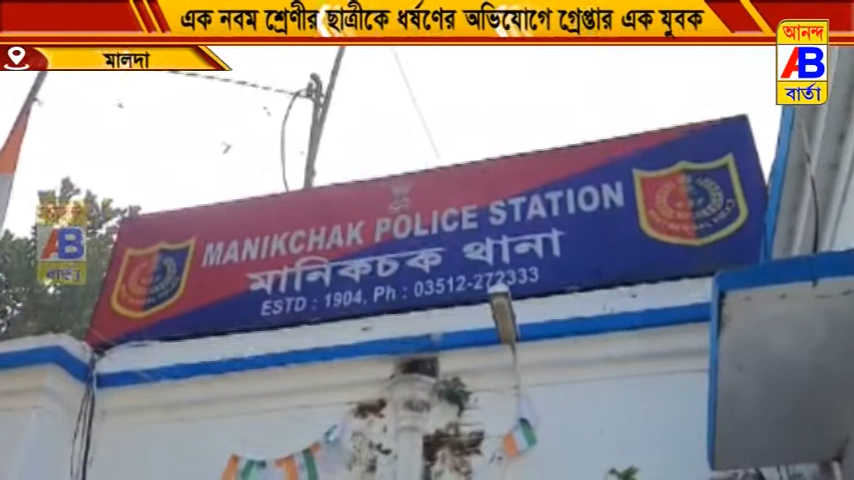 এক নবম শ্রেণীর ছাত্রীকে ধর্ষণের অভিযোগে গ্রেপ্তার এক যুবক
মালদা
আনন্দ
AB
বার্তা
MANIKCHAK POLICE STATION
মানিকচক থানা
ESTD : 1904, Ph : 03512-272333
AB